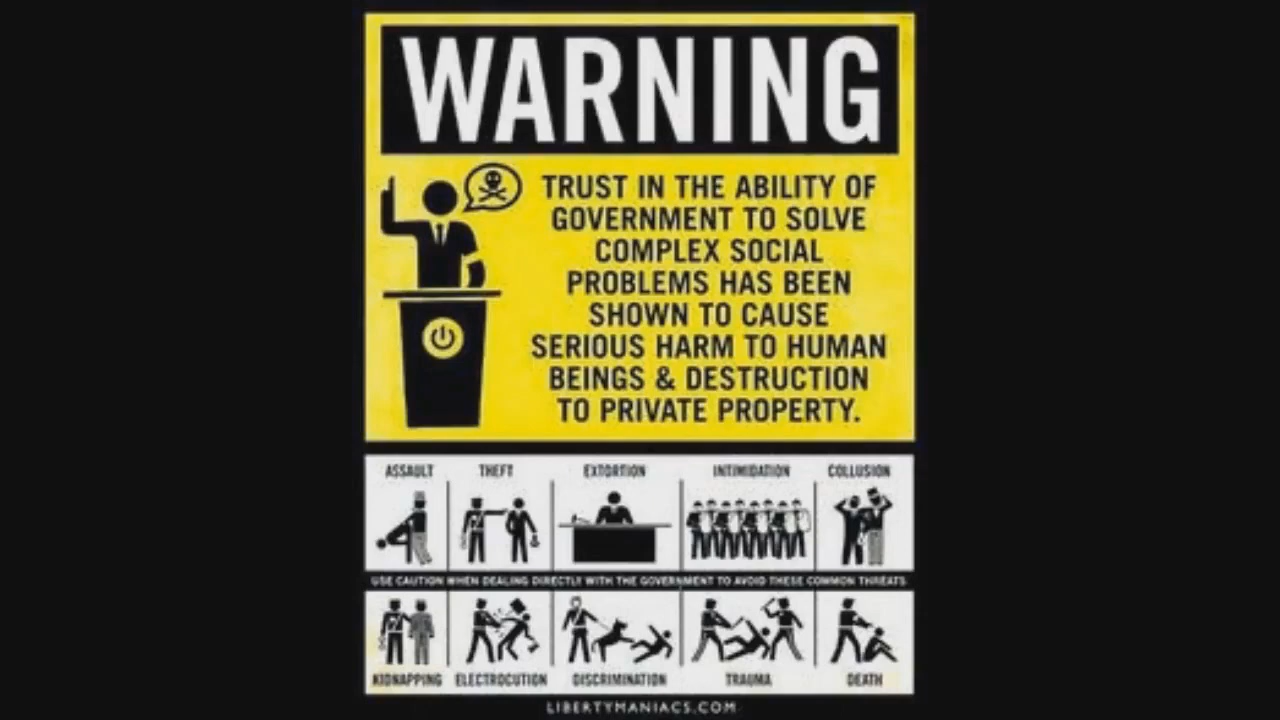 WARNING
TRUST IN THE ABILITY OF
GOVERNMENT TO SOLVE
COMPLEX SOCIAL
PROBLEMS HAS BEEN
SHOWN TO CAUSE
SERIOUS HARM TO HUMAN
BEINGS & DESTRUCTION
TO PRIVATE PROPERTY.
ASSAULT THEFT EXTORTION INTIMIDATION COLLUSION
USE CAUTION WHEN DEALING DIRECTLY WITH THE GOVERNMENT TO AVOID THESE COMMON THREATS
KIDNAPPING ELECTROCUTION DISCRIMINATION TRAUMA DEATH
LIBERTYMANIACS.COM